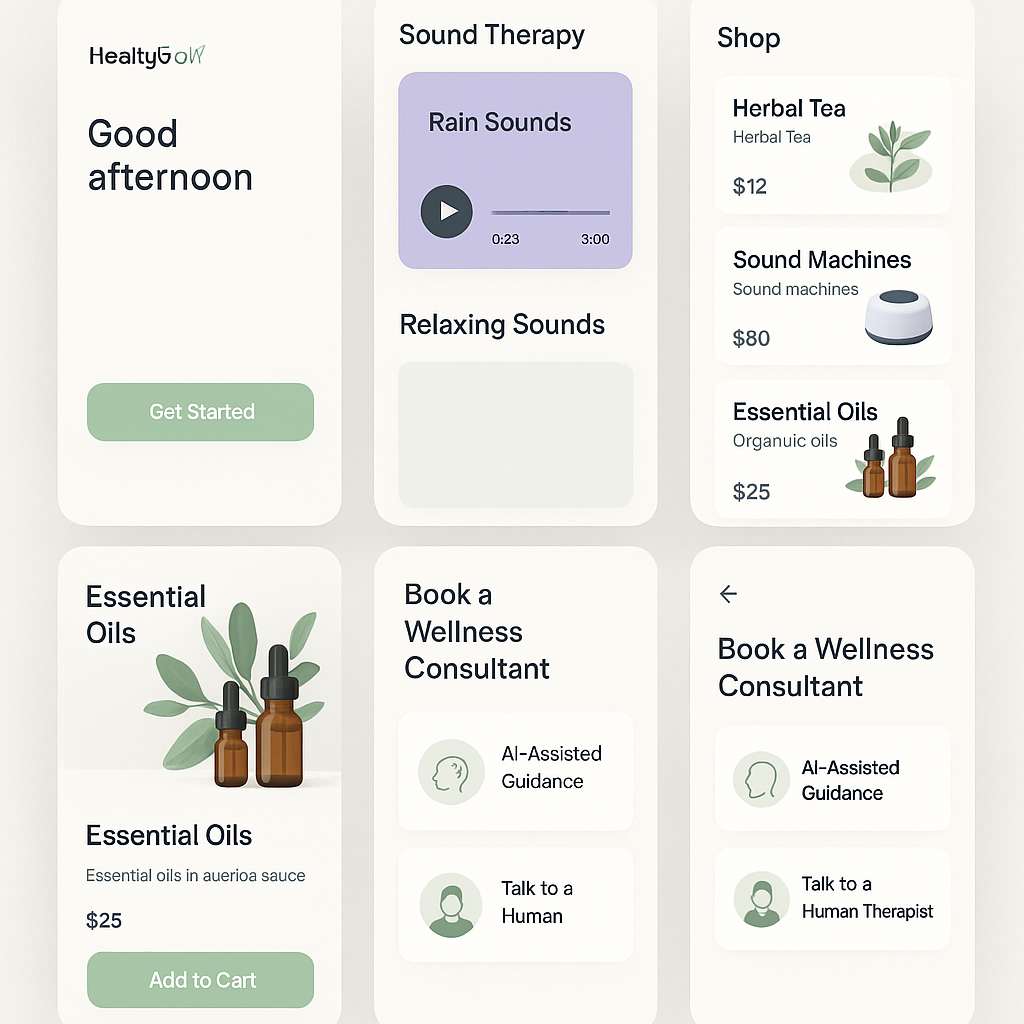 HealtyGoW
Good
afternoon
Get Started
Sound Therapy
Rain Sounds
0:23 3:00
Relaxing Sounds
Shop
Herbal Tea
Herbal Tea
$12
Sound Machines
Sound machines
$80
Essential Oils
Organuic oils
$25
Essential
Oils
Essential Oils
Essential oils in auerioa sauce
$25
Add to Cart
Book a
Wellness
Consultant
AI-Assisted
Guidance
Talk to a
Human
Book a Wellness
Consultant
AI-Assisted
Guidance
Talk to a
Human Therapist